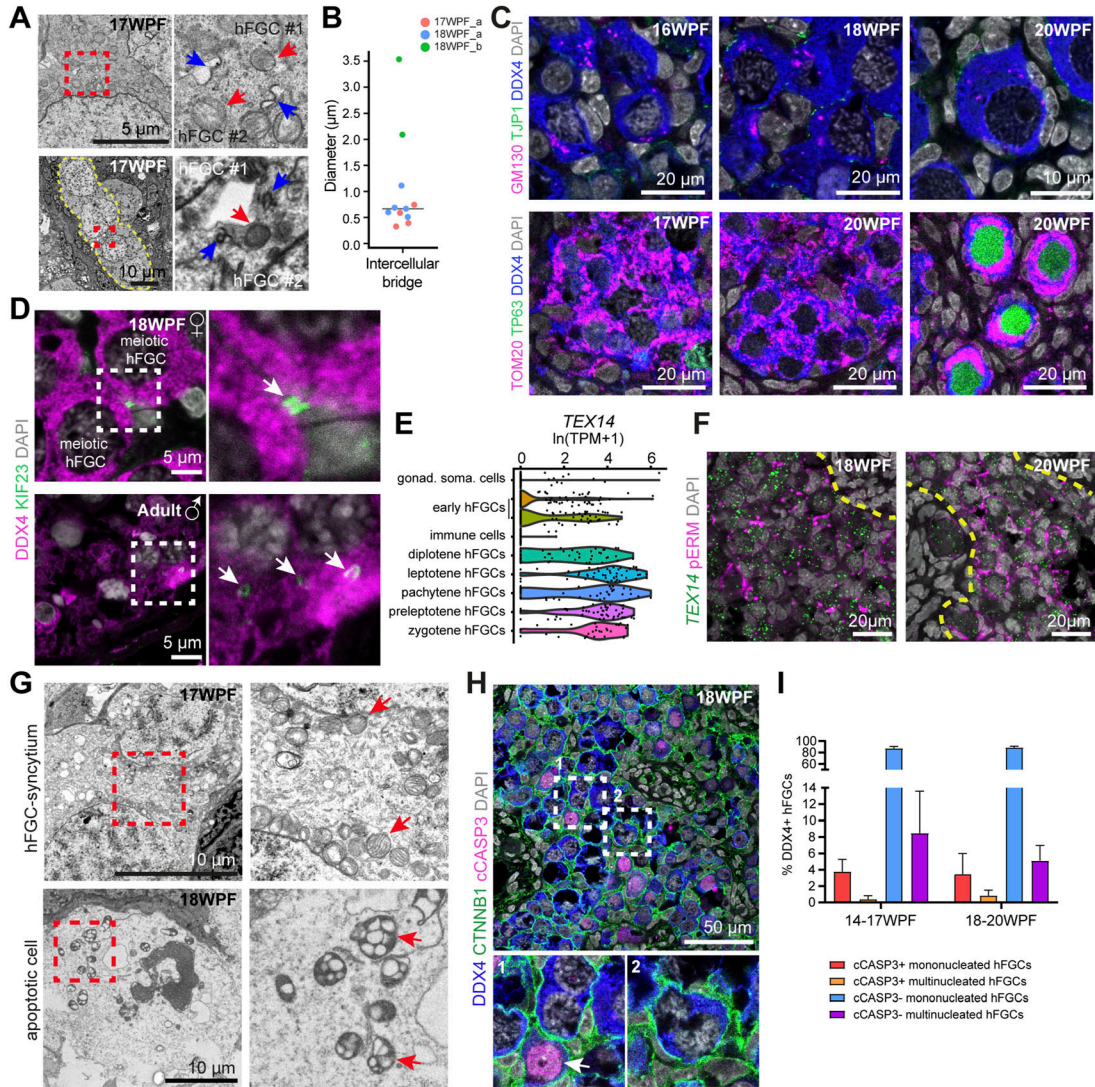 A
17WPF
hFGC #1
hFGC #2
5 µm
17WPF
hFGC #1
hFGC #2
10 µm
B
17WPF_a
18WPF_a
18WPF_b
Diameter (µm)
3.5
3.0
2.5
2.0
1.5
1.0
0.5
0.0
Intercellular
bridge
C
GM130 TJP1 DDX4 DAPI
16WPF
20 µm
18WPF
20 µm
20WPF
10 µm
TOM20 TP63 DDX4 DAPI
17WPF
20 µm
20WPF
20 µm
20WPF
20 µm
D
DDX4 KIF23 DAPI
18WPF♀
meiotic
hFGC
meiotic
hFGC
5 µm
Adult♂
5 µm
E
TEX14
ln(TPM+1)
0 2 4 6
gonad. soma. cells
early hFGCs
immune cells
diplotene hFGCs
leptotene hFGCs
pachytene hFGCs
preleptotene hFGCs
zygotene hFGCs
F
TEX14 pERM DAPI
18WPF
20µm
20WPF
20µm
G
hFGC-syncytium
17WPF
10 µm
apoptotic cell
18WPF
10 µm
H
DDX4 CTNNB1 cCASP3 DAPI
18WPF
1
2
50 µm
1
2
I
% DDX4+ hFGCs
100
80
60
14
12
10
8
6
4
2
0
14-17WPF
18-20WPF
cCASP3+ mononucleated hFGCs
cCASP3+ multinucleated hFGCs
cCASP3- mononucleated hFGCs
cCASP3- multinucleated hFGCs